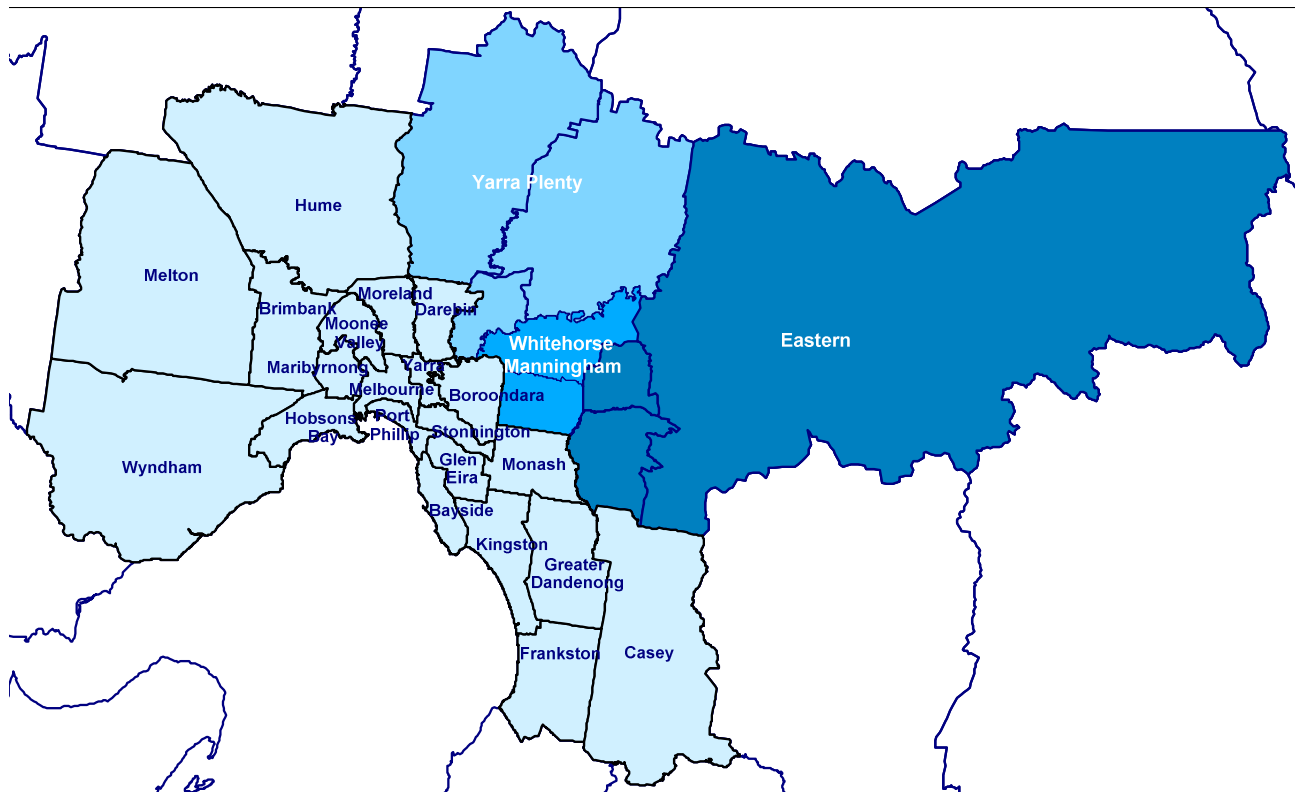 Yarra Plenty
Hume
Melton
Moreland
Brimbank
Darebin
Moonee
Valley
Whitehorse
Manningham
Eastern
Maribyrnong
Yarra
Melbourne
Boroondara
Hobsons
Bay
Port
Phillip
Stonnington
Wyndham
Glen
Eira
Monash
Bayside
Kingston
Greater
Dandenong
Frankston
Casey